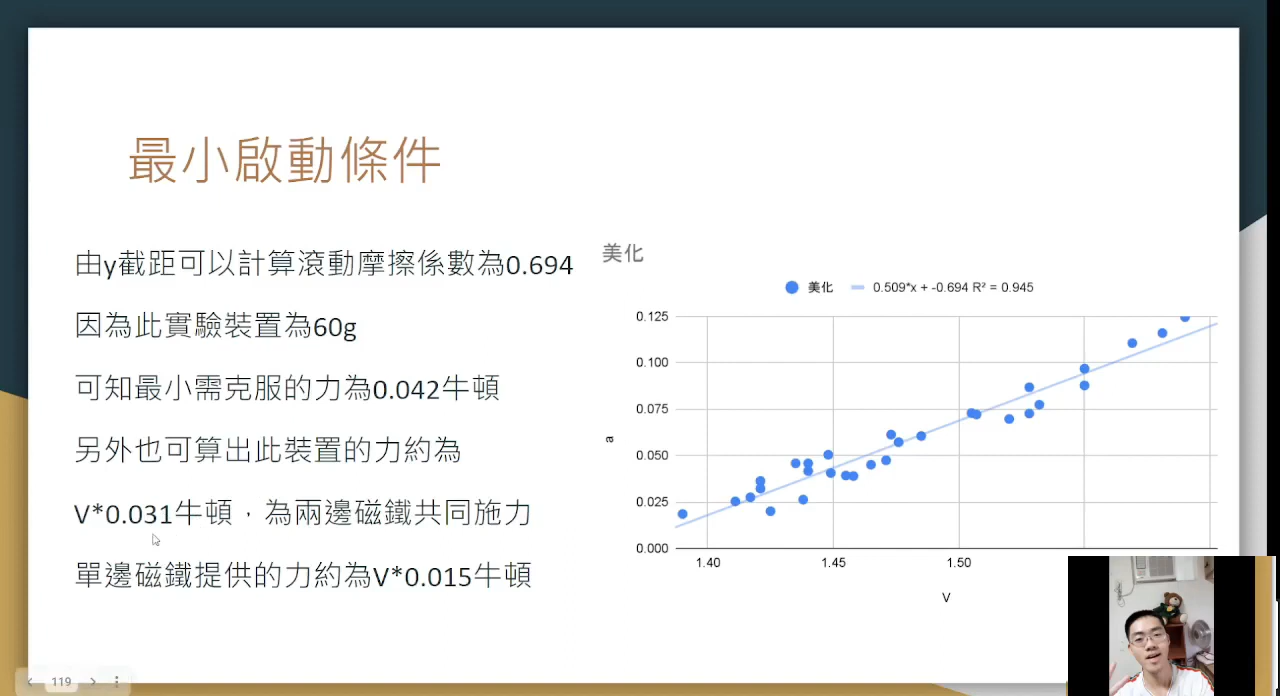 最小啟動條件
由y截距可以計算滾動摩擦係數為0.694
因為此實驗裝置為60g
可知最小需克服的力為0.042牛頓
另外也可算出此裝置的力約為
V*0.031牛頓，為兩邊磁鐵共同施力
單邊磁鐵提供的力約為V*0.015牛頓
美化
美化 0.509*x + -0.694 R² = 0.945
0.125
0.100
0.075
0.050
0.025
0.000
a
1.40 1.45 1.50
V
119